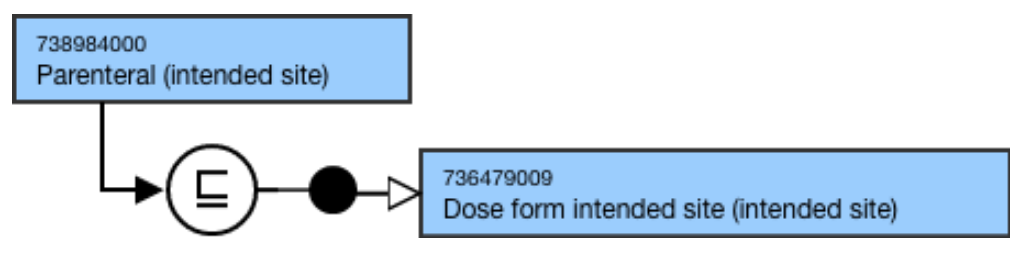 738984000
Parenteral (intended site)
⊑
736479009
Dose form intended site (intended site)